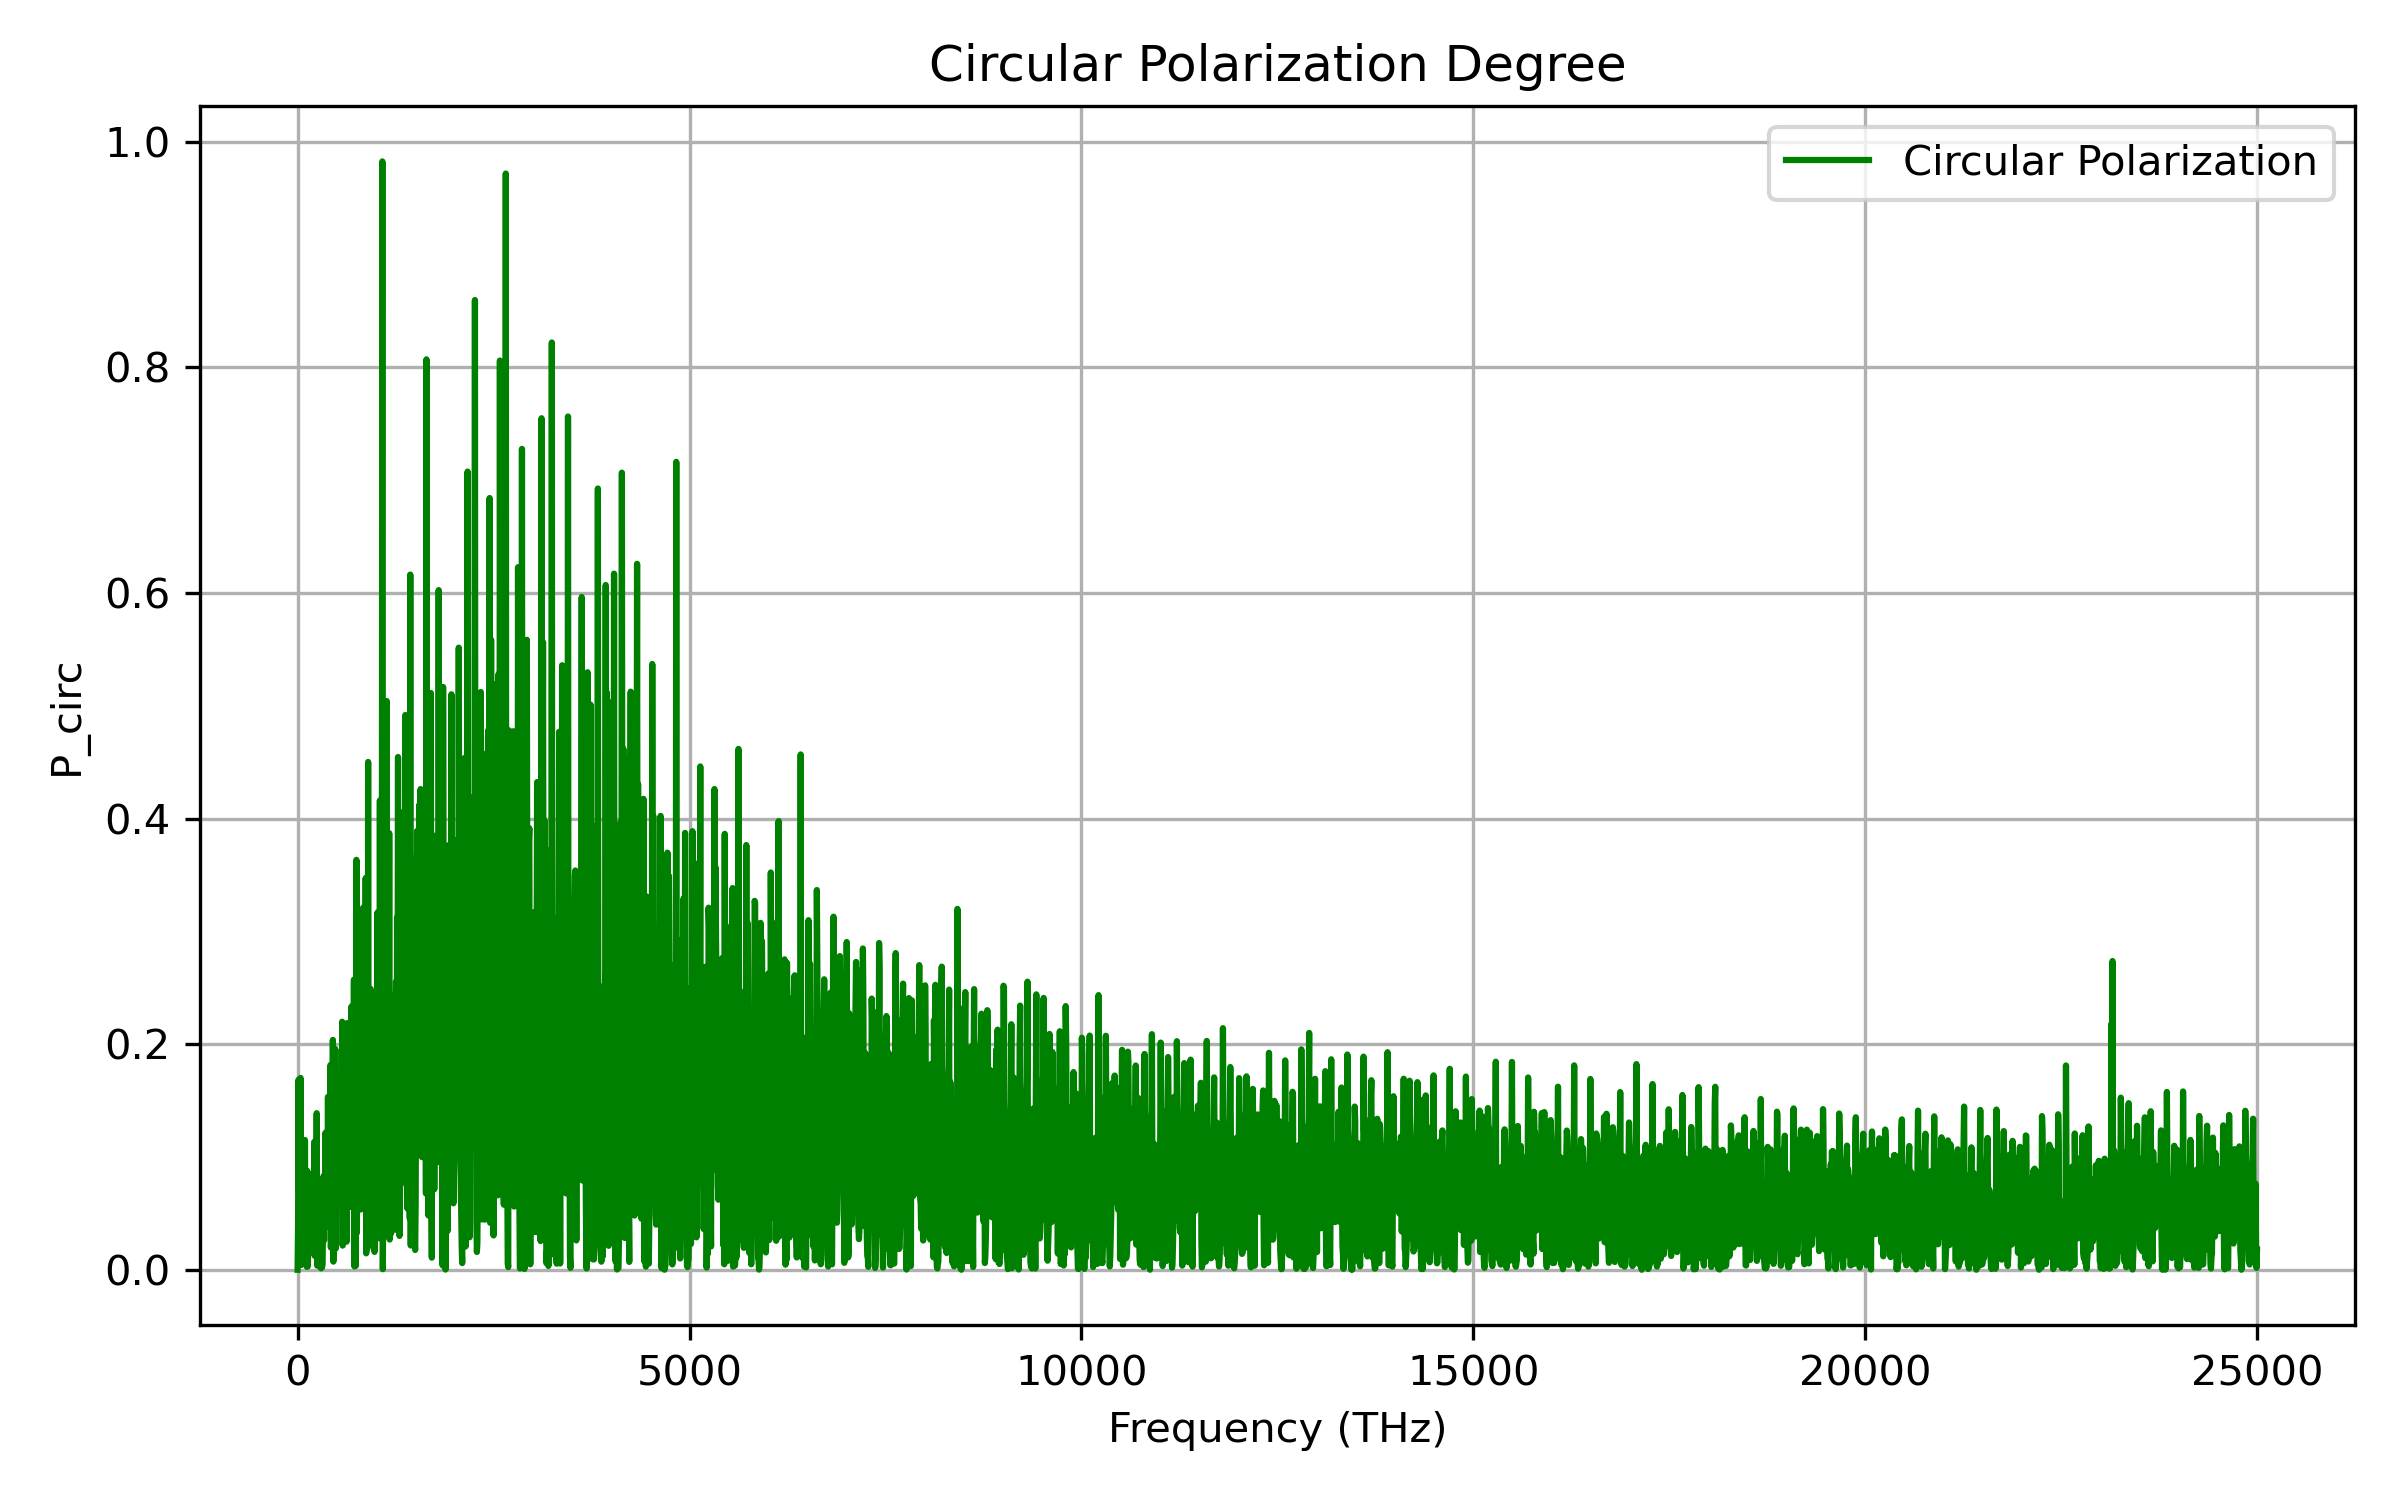 Circular Polarization Degree
Circular Polarization
1.0
0.8
0.6
0.4
0.2
0.0
P_circ
0 5000 10000 15000 20000 25000
Frequency (THz)